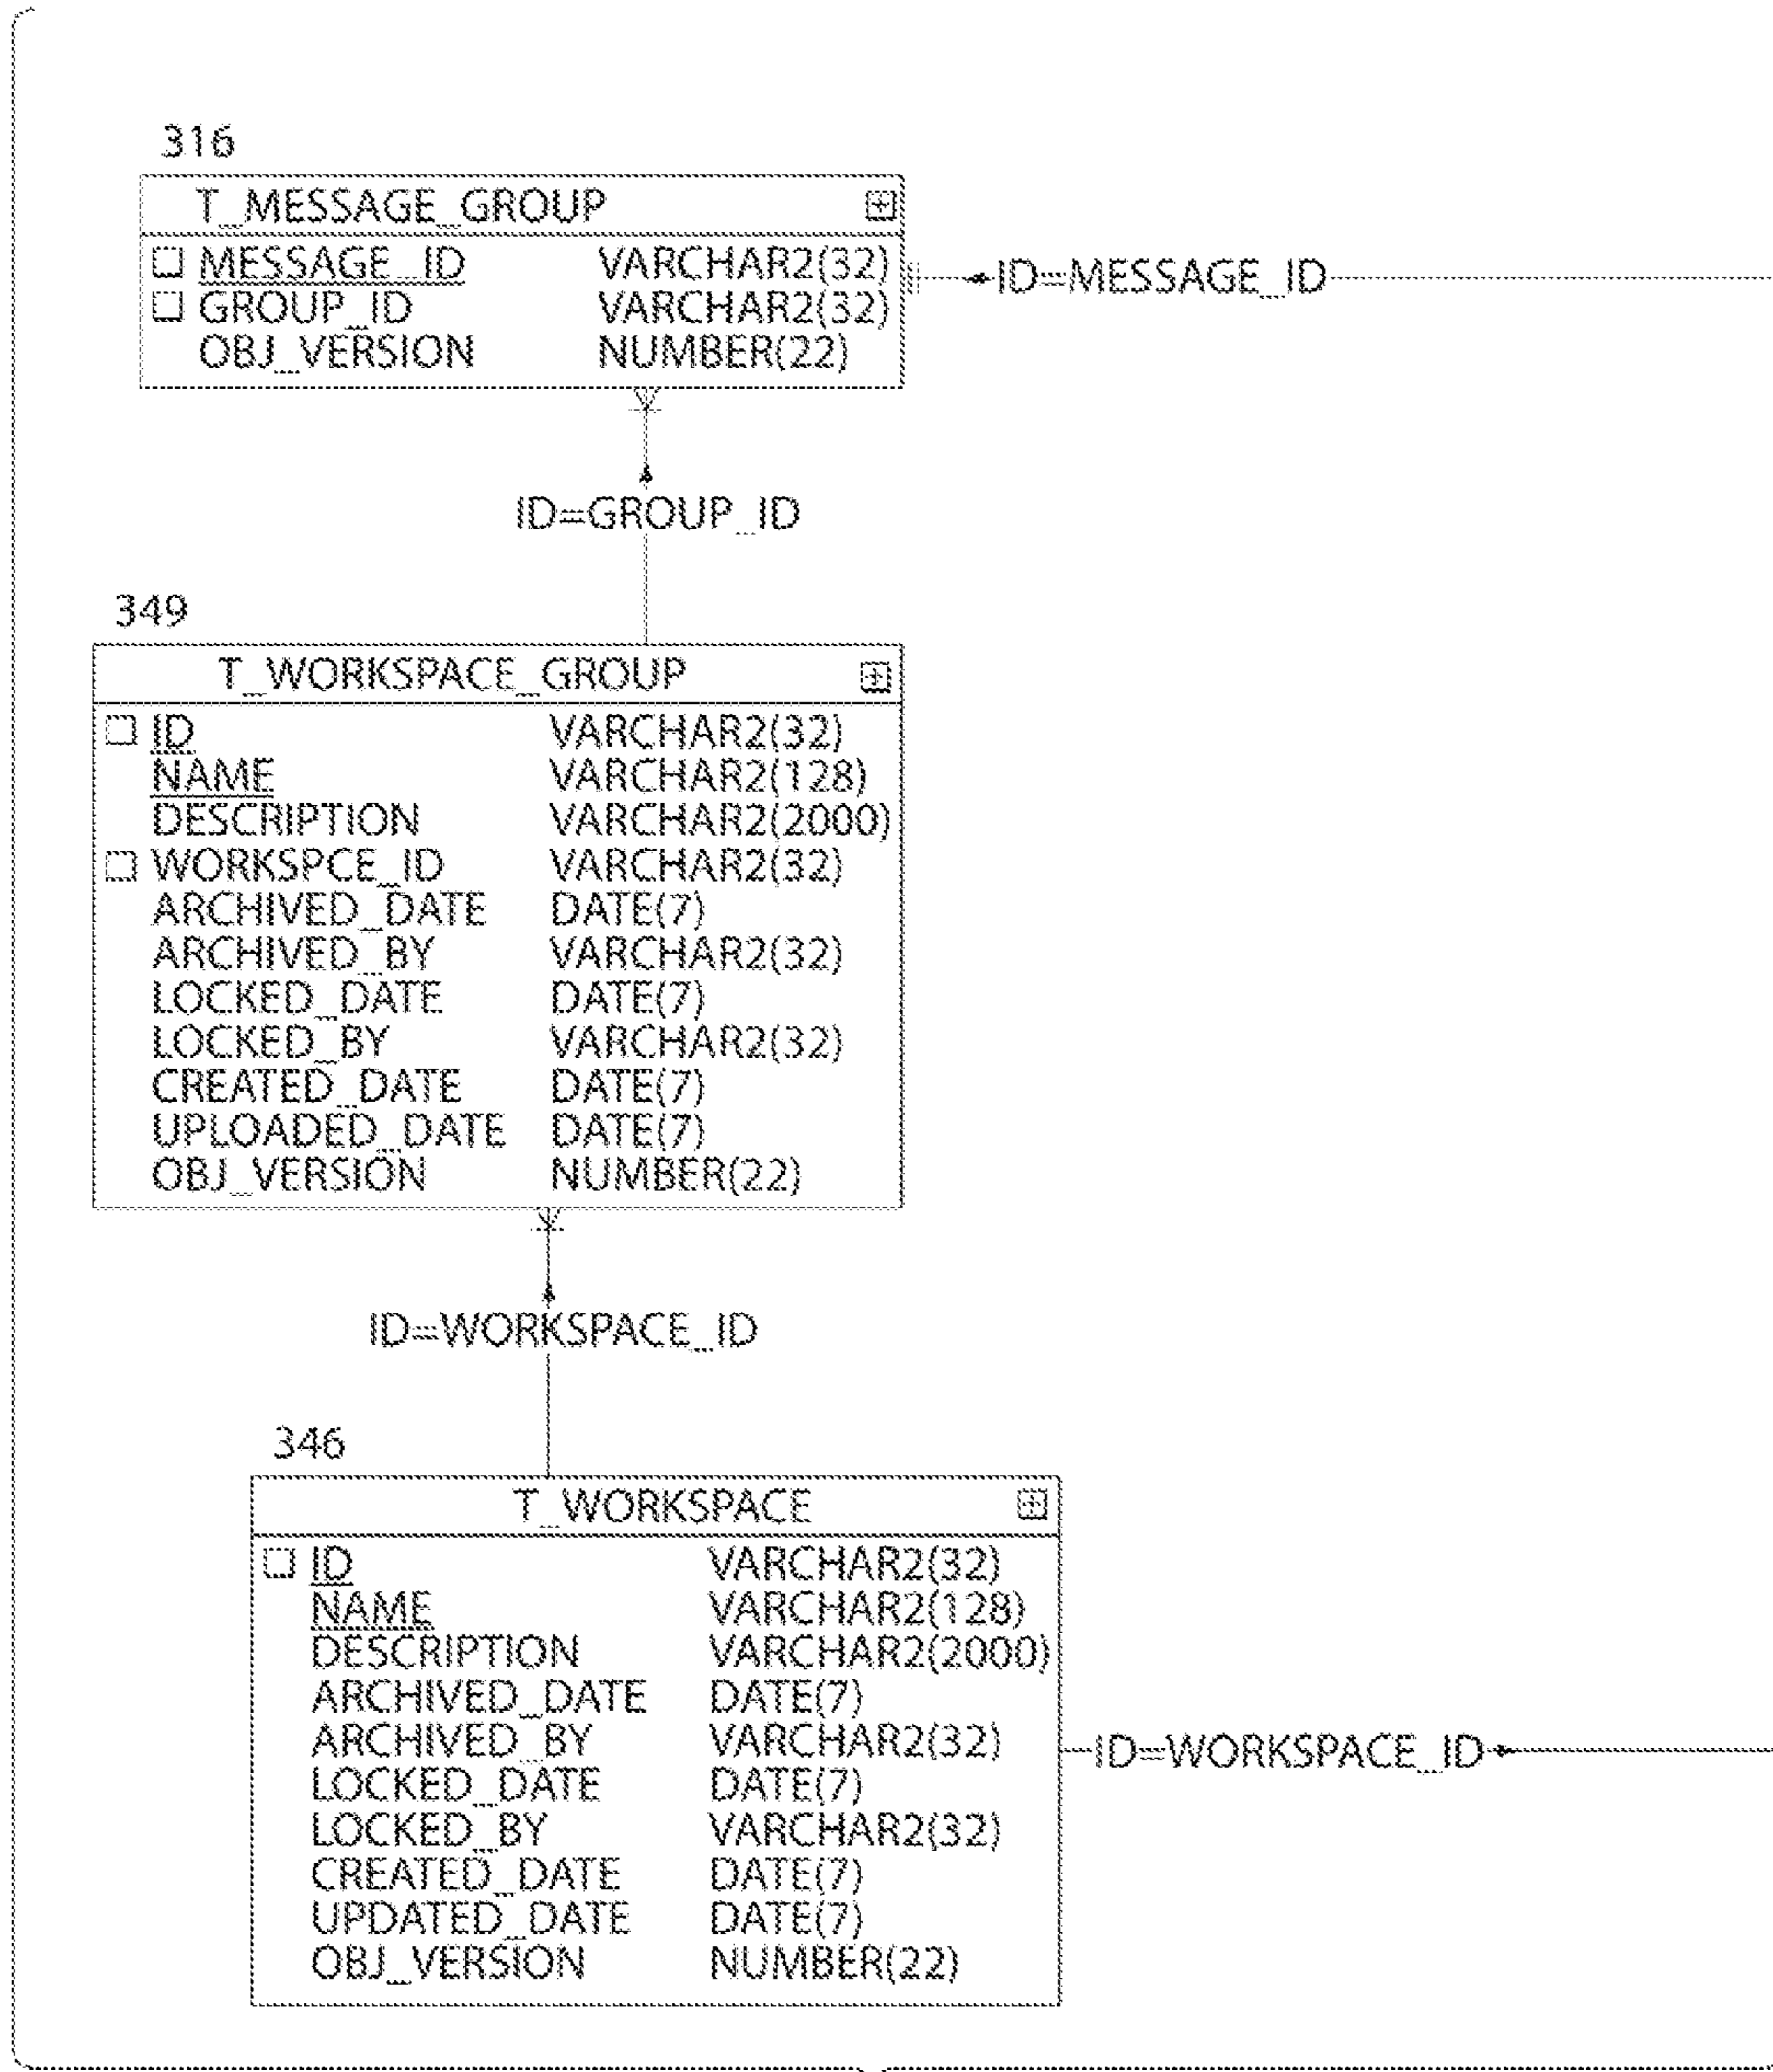 316
T_MESSAGE_GROUP
MESSAGE_ID VARCHAR2(32)
GROUP_ID VARCHAR2(32)
OBJ_VERSION NUMBER(22)
ID=MESSAGE_ID
ID=GROUP_ID
349
T_WORKSPACE_GROUP
ID VARCHAR2(32)
NAME VARCHAR2(128)
DESCRIPTION VARCHAR2(2000)
WORKSPCE_ID VARCHAR2(32)
ARCHIVED_DATE DATE(7)
ARCHIVED_BY VARCHAR2(32)
LOCKED_DATE DATE(7)
LOCKED_BY VARCHAR2(32)
CREATED_DATE DATE(7)
UPLOADED_DATE DATE(7)
OBJ_VERSION NUMBER(22)
ID=WORKSPACE_ID
346
T_WORKSPACE
ID VARCHAR2(32)
NAME VARCHAR2(128)
DESCRIPTION VARCHAR2(2000)
ARCHIVED_DATE DATE(7)
ARCHIVED_BY VARCHAR2(32)
LOCKED_DATE DATE(7)
LOCKED_BY VARCHAR2(32)
CREATED_DATE DATE(7)
UPDATED_DATE DATE(7)
OBJ_VERSION NUMBER(22)
ID=WORKSPACE_ID